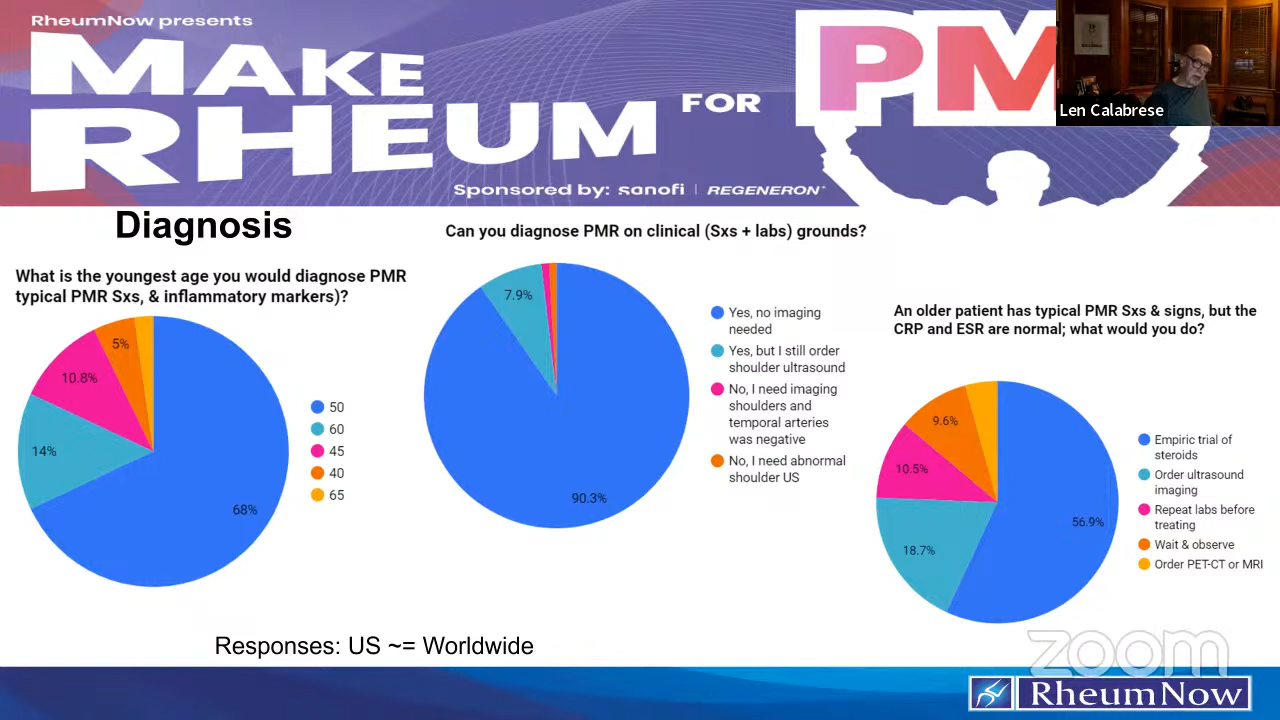 RheumNow presents
MAKE
RHEUM
FOR
PM
Sponsored by: sanofi | REGENERON
Len Calabrese
Diagnosis
What is the youngest age you would diagnose PMR
typical PMR Sxs, & inflammatory markers)?
5%
10.8%
14%
68%
50
60
45
40
65
Can you diagnose PMR on clinical (Sxs + labs) grounds?
7.9%
90.3%
Yes, no imaging
needed
Yes, but I still order
shoulder ultrasound
No, I need imaging
shoulders and
temporal arteries
was negative
No, I need abnormal
shoulder US
An older patient has typical PMR Sxs & signs, but the
CRP and ESR are normal; what would you do?
9.6%
10.5%
18.7%
56.9%
Empiric trial of
steroids
Order ultrasound
imaging
Repeat labs before
treating
Wait & observe
Order PET-CT or MRI
Responses: US ~= Worldwide
zoom
RheumNow